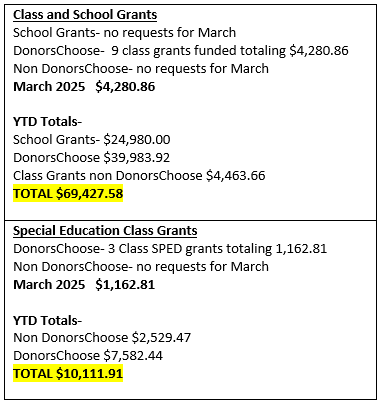 Class and School Grants
School Grants- no requests for March
DonorsChoose-  9 class grants funded totaling $4,280.86
Non DonorsChoose- no requests for March
March 2025   $4,280.86
YTD Totals-
School Grants- $24,980.00
DonorsChoose $39,983.92
Class Grants non DonorsChoose $4,463.66
TOTAL $69,427.58
Special Education Class Grants
DonorsChoose- 3 Class SPED grants totaling 1,162.81
Non DonorsChoose- no requests for March
March 2025   $1,162.81
YTD Totals-
Non DonorsChoose $2,529.47
DonorsChoose $7,582.44
TOTAL $10,111.91